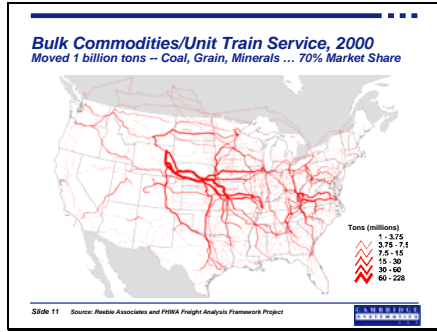 Bulk Commodities/Unit Train Service, 2000
Moved 1 billion tons -- Coal, Grain, Minerals ... 70% Market Share
Tons (millions)
1 - 3.75
3.75 - 7.5
7.5 - 15
15 - 30
30 - 60
60 - 228
Slide 11 Source: Reebie Associates and FHWA Freight Analysis Framework Project
CAMBRIDGE
SYSTEMATICS